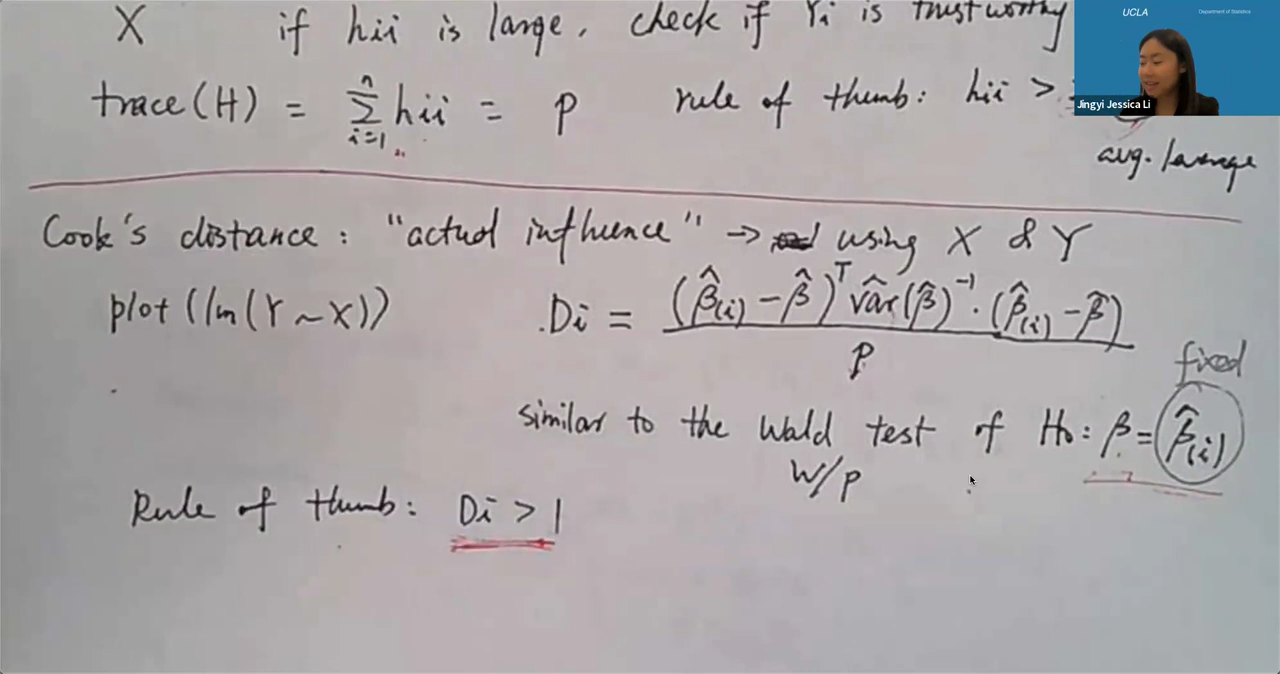 X if hii is large, check if Yi is trustworthy
UCLA Department of Statistics
Jingyi Jessica Li
trace(H) = ∑ⁿᵢ₌₁ hii = p rule of thumb: hii >
avg. leverage
Cook's distance: "actual influence" → using X & Y
plot(lm(Y~X)) Di = (β̂(i) − β̂)ᵀ v̂ar(β̂)⁻¹ · (β̂(i) − β̂) / p
fixed
similar to the Wald test of H₀: β = β̂(i)
W/p
Rule of thumb: Di > 1